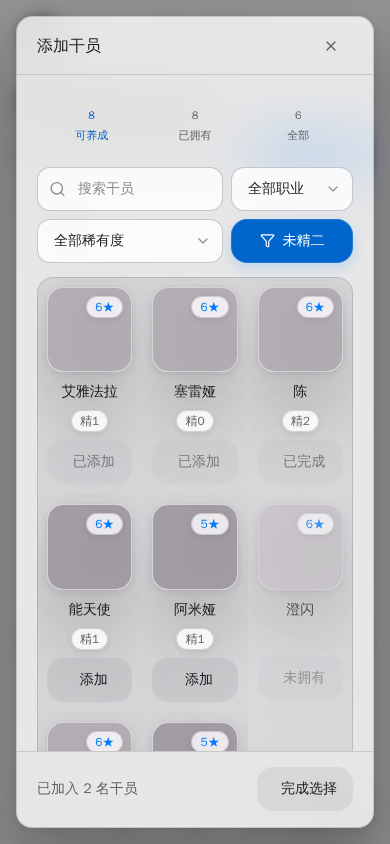 添加干员
8 8 6
可养成 已拥有 全部
搜索干员 全部职业
全部稀有度 未精二
6★ 6★ 6★
艾雅法拉 塞雷娅 陈
精1 精0 精2
已添加 已添加 已完成
6★ 5★ 6★
能天使 阿米娅 澄闪
精1 精1
添加 添加 未拥有
6★ 5★
已加入 2 名干员 完成选择